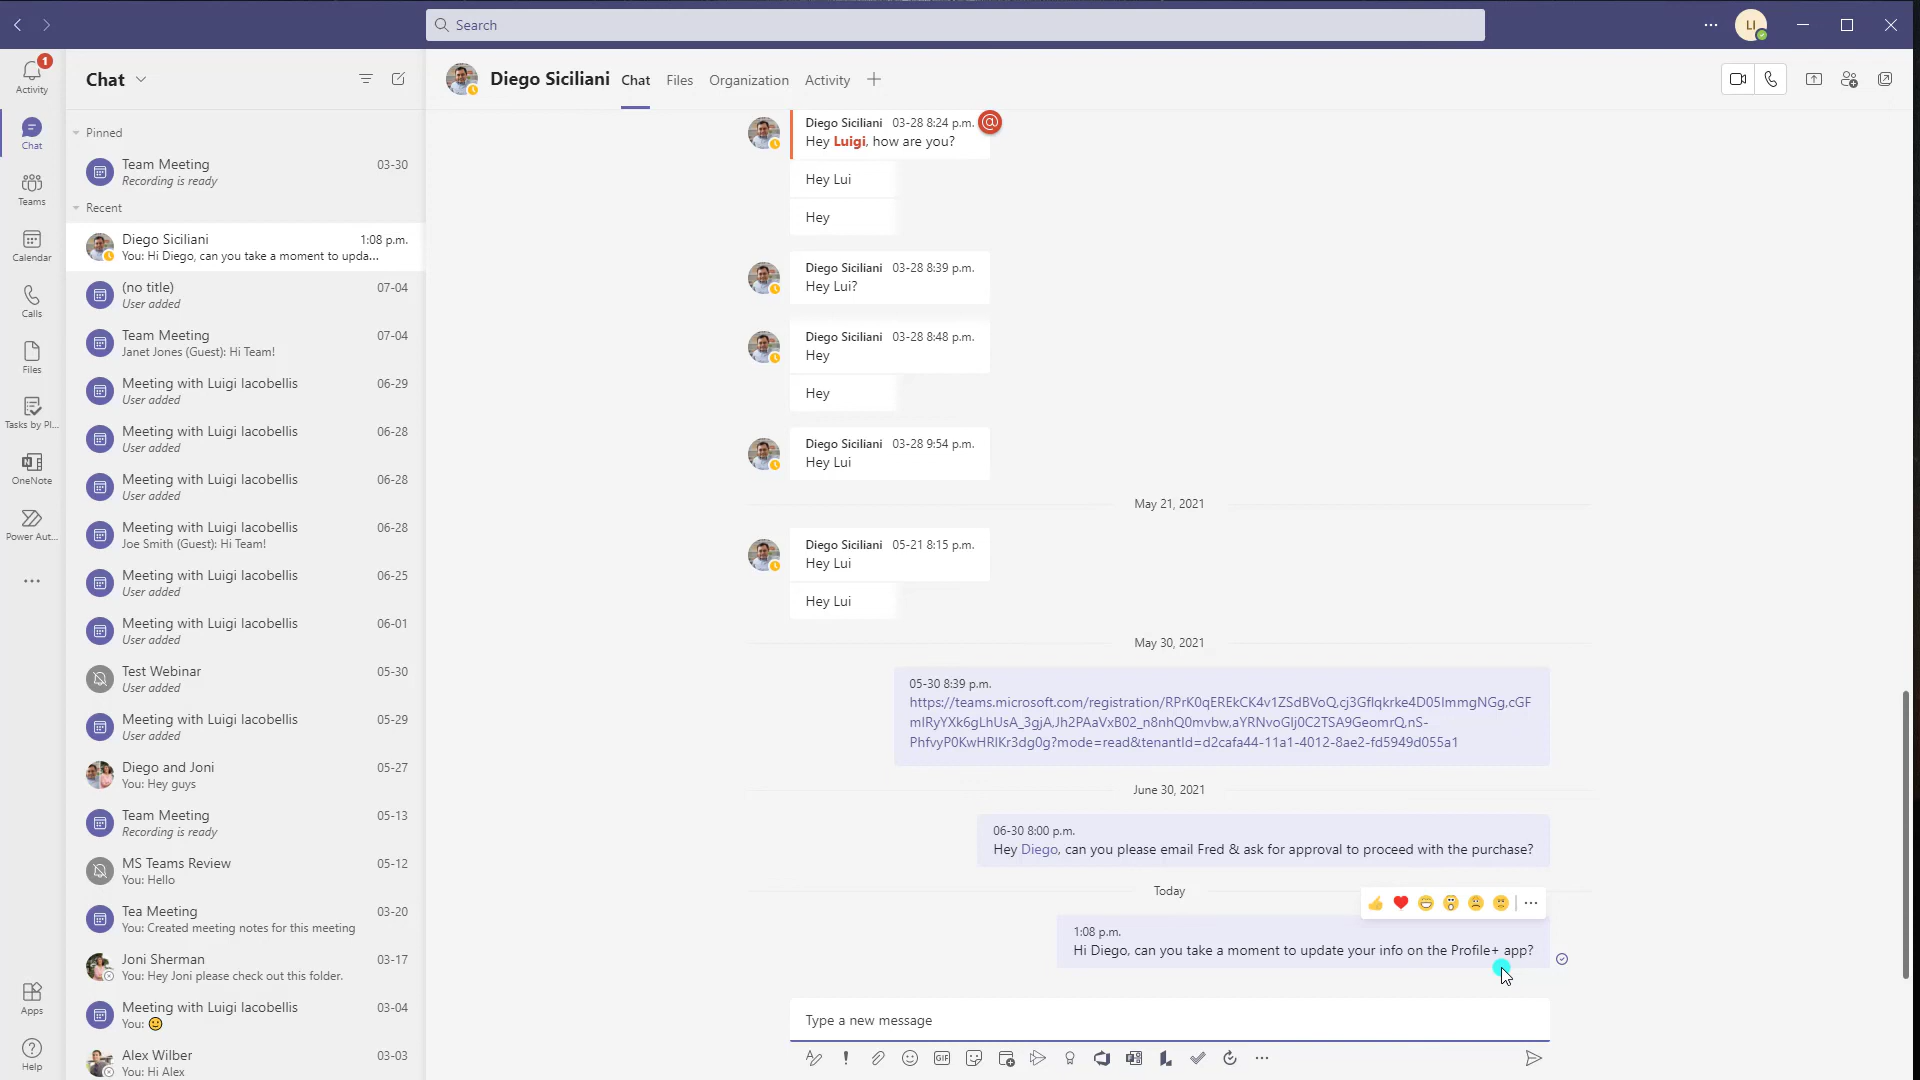 Search
LI
1
Activity
Chat
Teams
Calendar
Calls
Files
Tasks by Pl...
OneNote
Power Aut...
Apps
Help
Chat
Pinned
Team Meeting 03-30
Recording is ready
Recent
Diego Siciliani 1:08 p.m.
You: Hi Diego, can you take a moment to upda...
(no title) 07-04
User added
Team Meeting 07-04
Janet Jones (Guest): Hi Team!
Meeting with Luigi Iacobellis 06-29
User added
Meeting with Luigi Iacobellis 06-28
User added
Meeting with Luigi Iacobellis 06-28
User added
Meeting with Luigi Iacobellis 06-28
Joe Smith (Guest): Hi Team!
Meeting with Luigi Iacobellis 06-25
User added
Meeting with Luigi Iacobellis 06-01
User added
Test Webinar 05-30
User added
Meeting with Luigi Iacobellis 05-29
User added
Diego and Joni 05-27
You: Hey guys
Team Meeting 05-13
Recording is ready
MS Teams Review 05-12
You: Hello
Tea Meeting 03-20
You: Created meeting notes for this meeting
Joni Sherman 03-17
You: Hey Joni please check out this folder.
Meeting with Luigi Iacobellis 03-04
You: 🙂
Alex Wilber 03-03
You: Hi Alex
Diego Siciliani Chat Files Organization Activity
Diego Siciliani 03-28 8:24 p.m. @
Hey Luigi, how are you?
Hey Lui
Hey
Diego Siciliani 03-28 8:39 p.m.
Hey Lui?
Diego Siciliani 03-28 8:48 p.m.
Hey
Hey
Diego Siciliani 03-28 9:54 p.m.
Hey Lui
May 21, 2021
Diego Siciliani 05-21 8:15 p.m.
Hey Lui
Hey Lui
May 30, 2021
05-30 8:39 p.m.
https://teams.microsoft.com/registration/RPrK0qEREkCK4v1ZSdBVoQ,cj3GfIqkrke4D05ImmgNGg,cGF
mIRyYXk6gLhUsA_3gjA,Jh2PAaVxB02_n8nhQ0mvbw,aYRNvoGlj0C2TSA9GeomrQ,nS-
PhfvyP0KwHRlKr3dg0g?mode=read&tenantId=d2cafa44-11a1-4012-8ae2-fd5949d055a1
June 30, 2021
06-30 8:00 p.m.
Hey Diego, can you please email Fred & ask for approval to proceed with the purchase?
Today
1:08 p.m.
Hi Diego, can you take a moment to update your info on the Profile+ app?
Type a new message
GIF